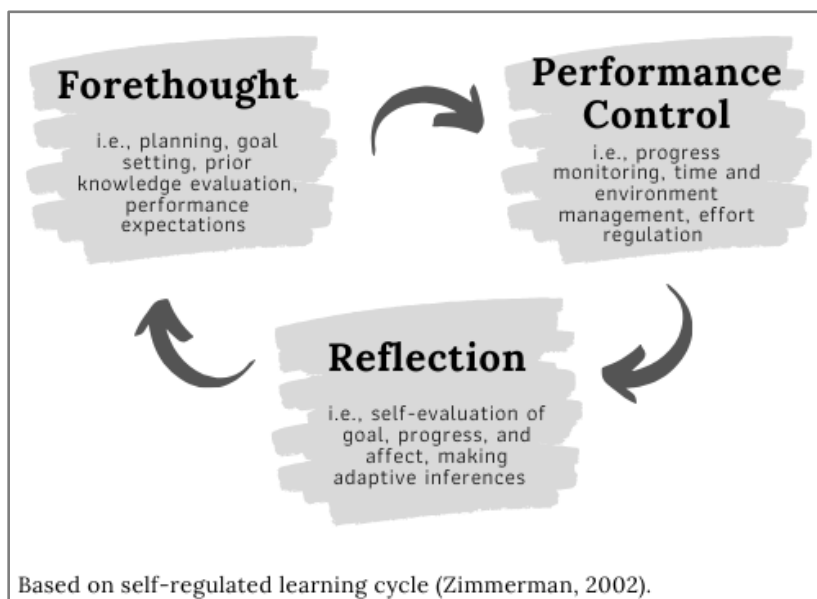 Forethought
i.e., planning, goal
setting, prior
knowledge evaluation,
performance
expectations
Performance
Control
i.e., progress
monitoring, time and
environment
management, effort
regulation
Reflection
i.e., self-evaluation of
goal, progress, and
affect, making
adaptive inferences
Based on self-regulated learning cycle (Zimmerman, 2002).